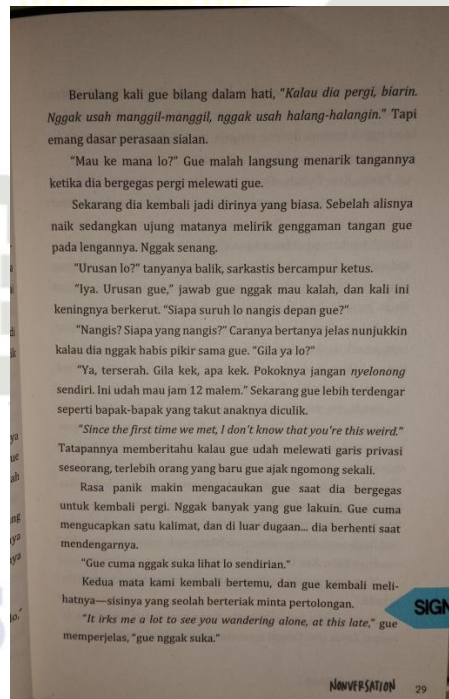 Berulang kali gue bilang dalam hati, "Kalau dia pergi, biarin.
Nggak usah manggil-manggil, nggak usah halang-halangin." Tapi
emang dasar perasaan sialan.
"Mau ke mana lo?" Gue malah langsung menarik tangannya
ketika dia bergegas pergi melewati gue.
Sekarang dia kembali jadi dirinya yang biasa. Sebelah alisnya
naik sedangkan ujung matanya melirik genggaman tangan gue
pada lengannya. Nggak senang.
"Urusan lo?" tanyanya balik, sarkastis bercampur ketus.
"Iya. Urusan gue," jawab gue nggak mau kalah, dan kali ini
keningnya berkerut. "Siapa suruh lo nangis depan gue?"
"Nangis? Siapa yang nangis?" Caranya bertanya jelas nunjukkin
kalau dia nggak habis pikir sama gue. "Gila ya lo?"
"Ya, terserah. Gila kek, apa kek. Pokoknya jangan nyelonong
sendiri. Ini udah mau jam 12 malem." Sekarang gue lebih terdengar
seperti bapak-bapak yang takut anaknya diculik.
"Since the first time we met, I don't know that you're this weird."
Tatapannya memberitahu kalau gue udah melewati garis privasi
seseorang, terlebih orang yang baru gue ajak ngomong sekali.
Rasa panik makin mengacaukan gue saat dia bergegas
untuk kembali pergi. Nggak banyak yang gue lakuin. Gue cuma
mengucapkan satu kalimat, dan di luar dugaan... dia berhenti saat
mendengarnya.
"Gue cuma nggak suka lihat lo sendirian."
Kedua mata kami kembali bertemu, dan gue kembali meli-
hatnya—sisinya yang seolah berteriak minta pertolongan.
"It irks me a lot to see you wandering alone, at this late," gue
memperjelas, "gue nggak suka."
SIGN
NONVERSATION 29